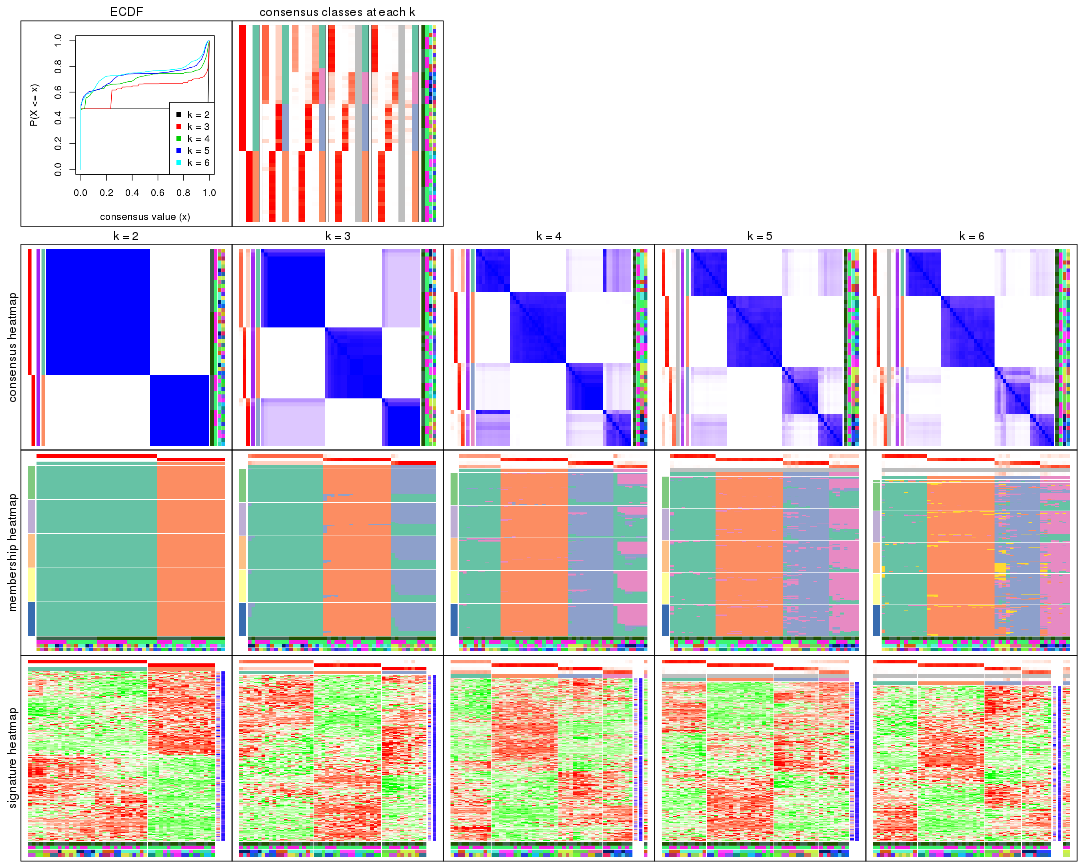 ECDF
consensus classes at each k
P(X <= x)
0.0 0.2 0.4 0.6 0.8 1.0
k = 2
k = 3
k = 4
k = 5
k = 6
0.0 0.2 0.4 0.6 0.8 1.0
consensus value (x)
k = 2
k = 3
k = 4
k = 5
k = 6
consensus heatmap
membership heatmap
signature heatmap